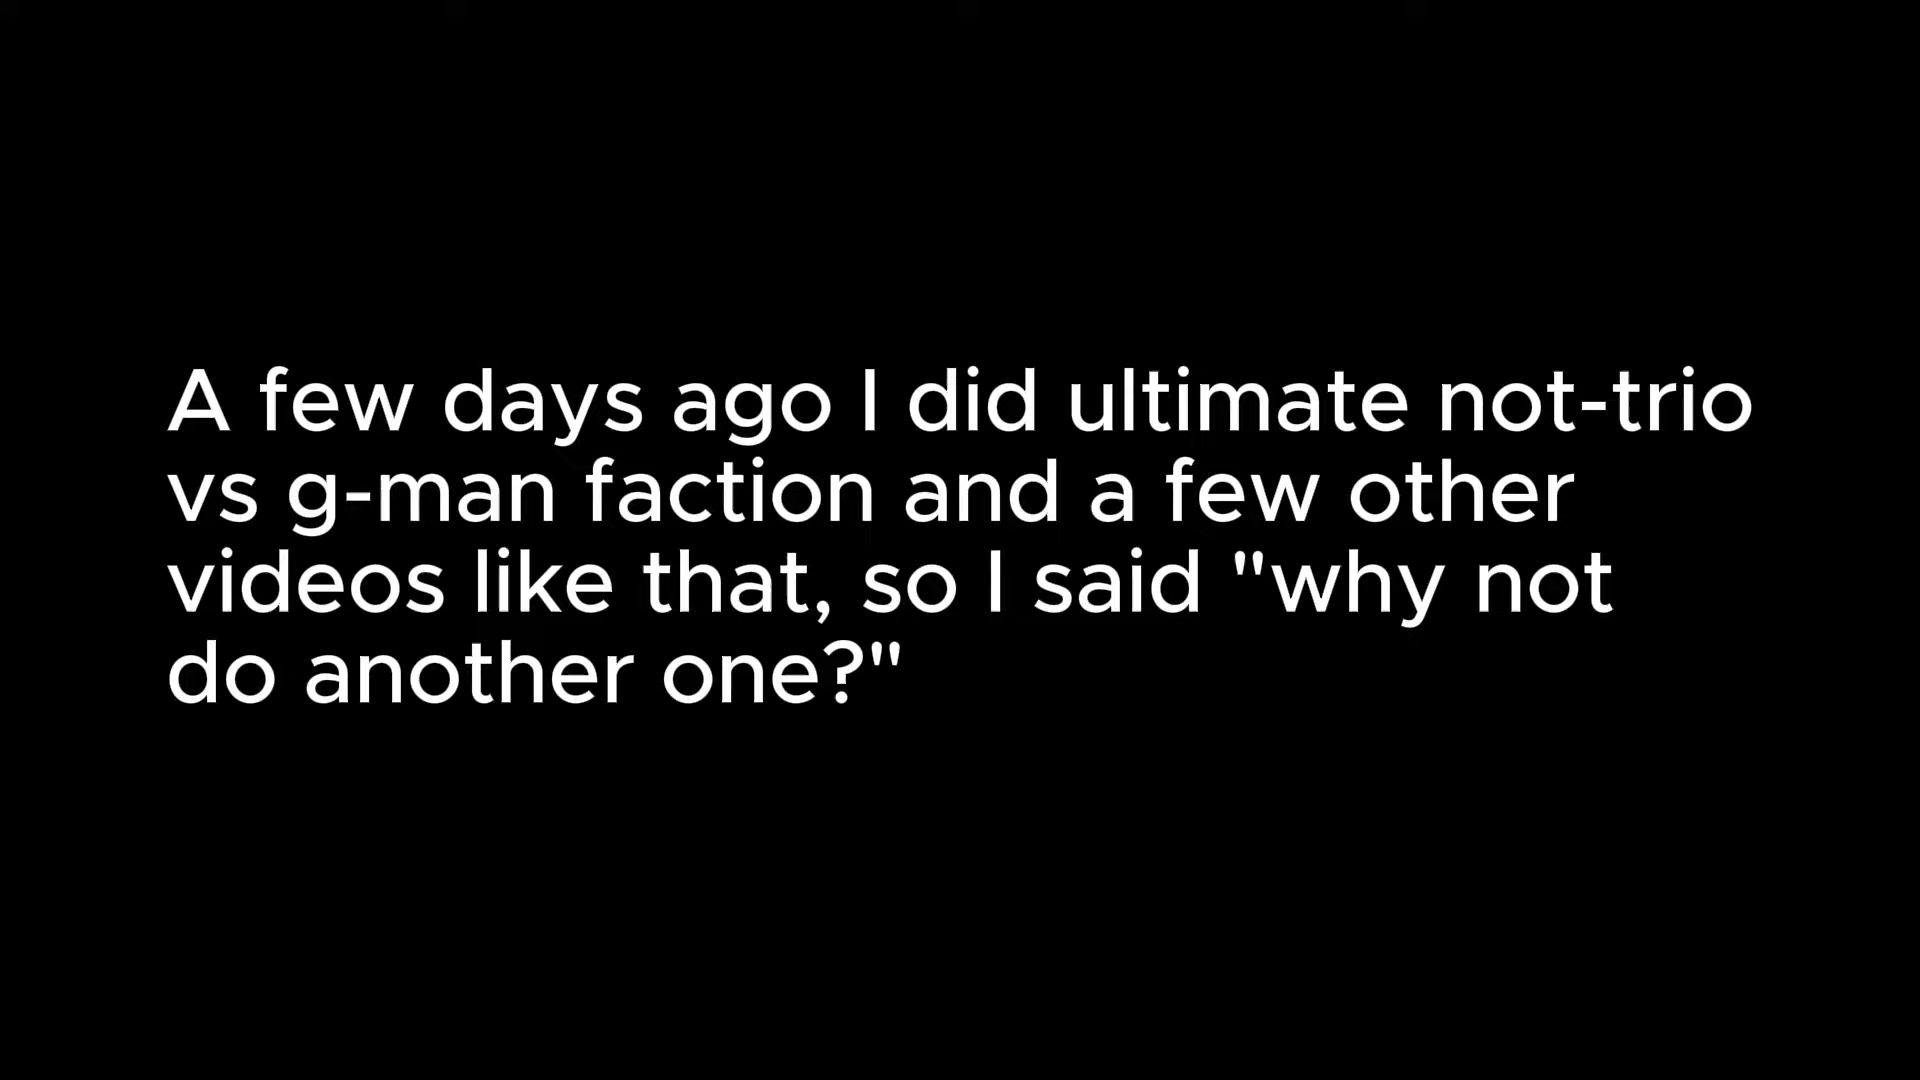 A few days ago I did ultimate not-trio
vs g-man faction and a few other
videos like that, so I said "why not
do another one?"